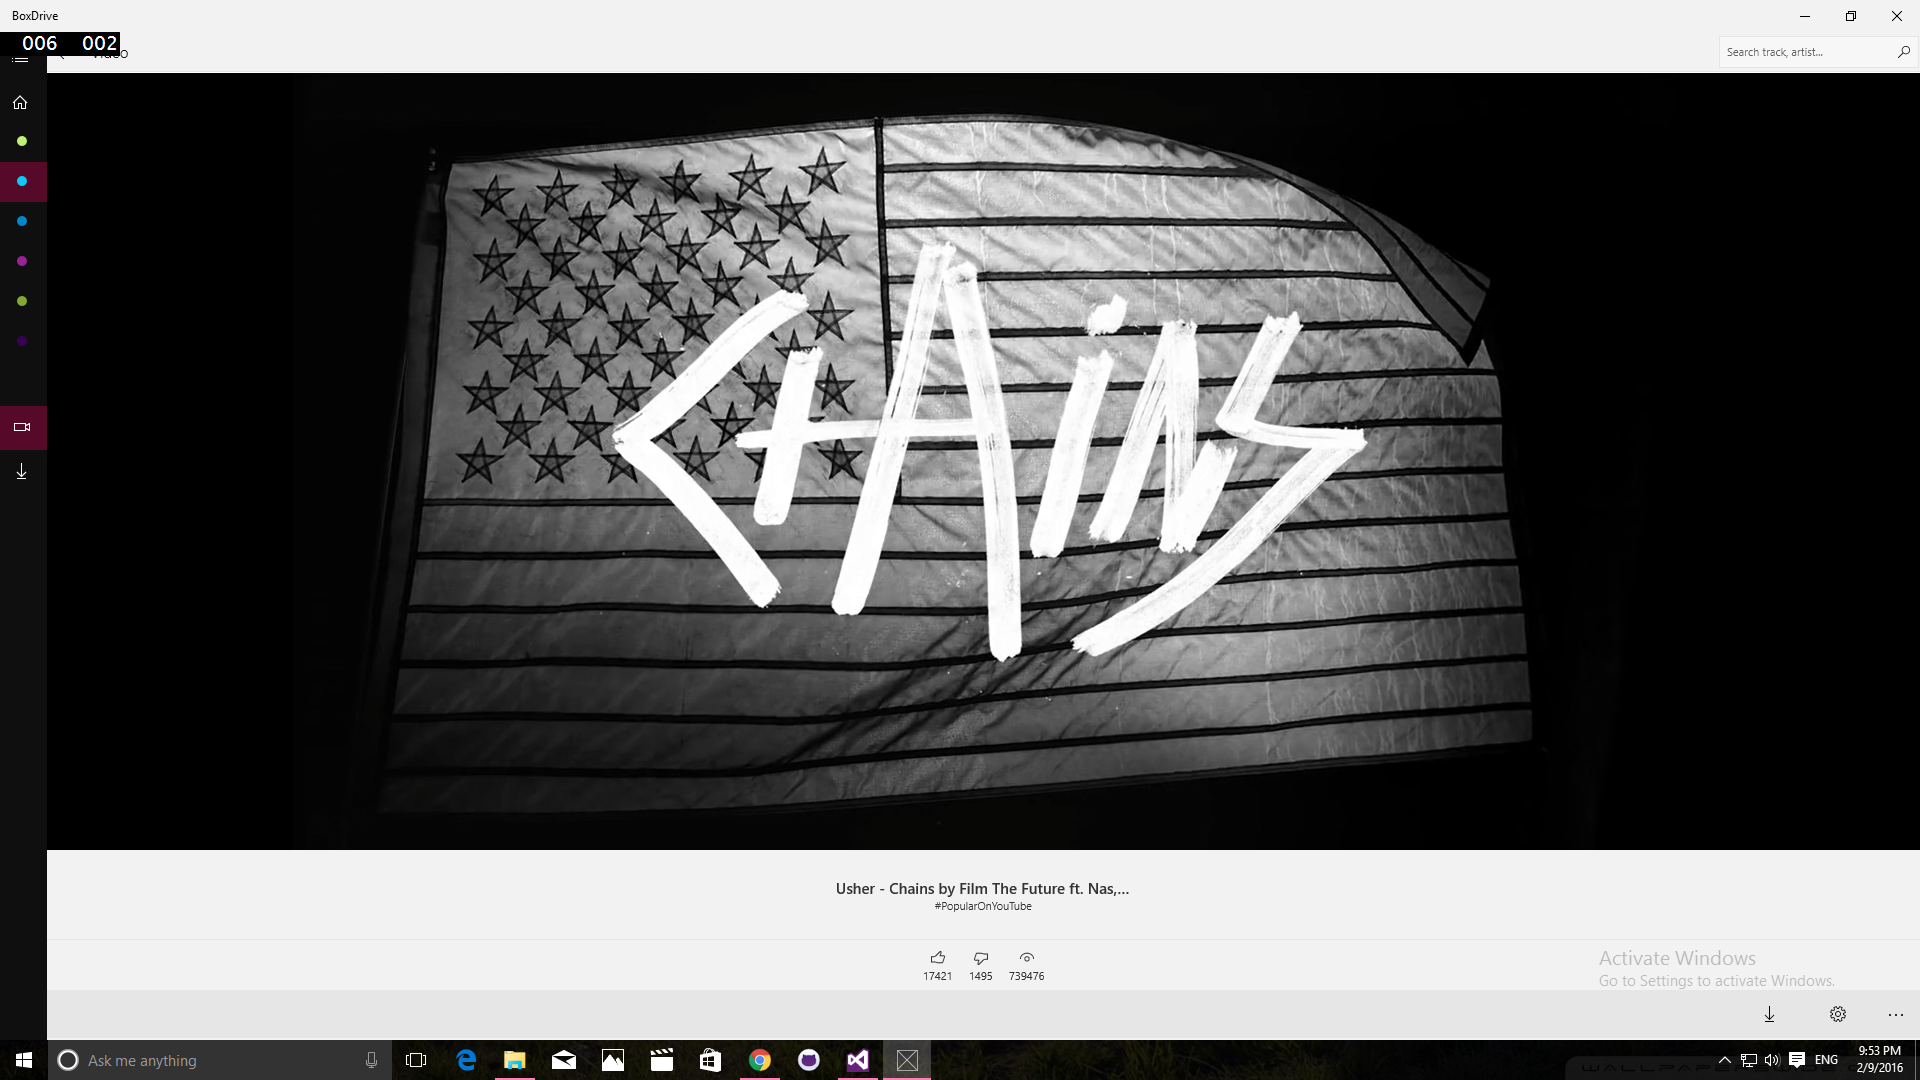 BoxDrive
006 002
Video
Search track, artist...
CHAiNS
Usher - Chains by Film The Future ft. Nas,...
#PopularOnYouTube
17421 1495 739476
Activate Windows
Go to Settings to activate Windows.
Ask me anything
ENG
9:53 PM
2/9/2016